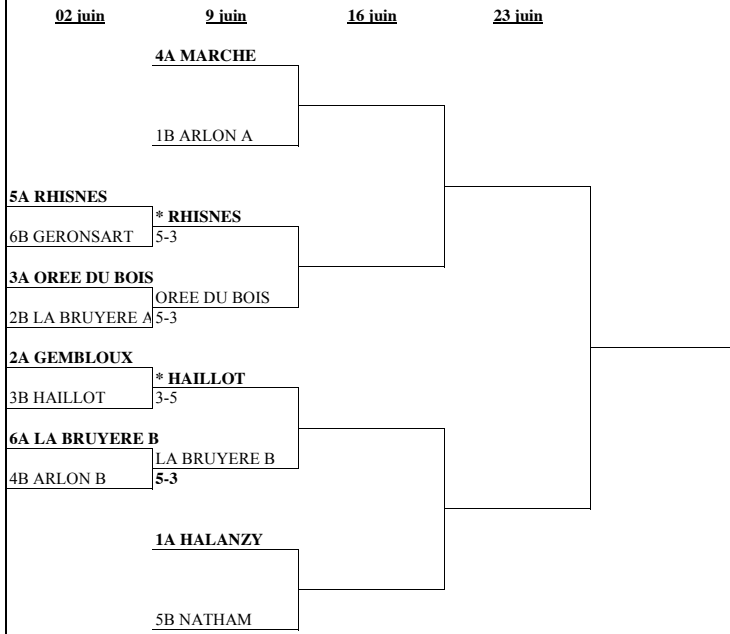 02 juin 9 juin 16 juin 23 juin
4A MARCHE
1B ARLON A
5A RHISNES
* RHISNES
6B GERONSART 5-3
3A OREE DU BOIS
OREE DU BOIS
2B LA BRUYERE A 5-3
2A GEMBLOUX
* HAILLOT
3B HAILLOT 3-5
6A LA BRUYERE B
LA BRUYERE B
4B ARLON B 5-3
1A HALANZY
5B NATHAM